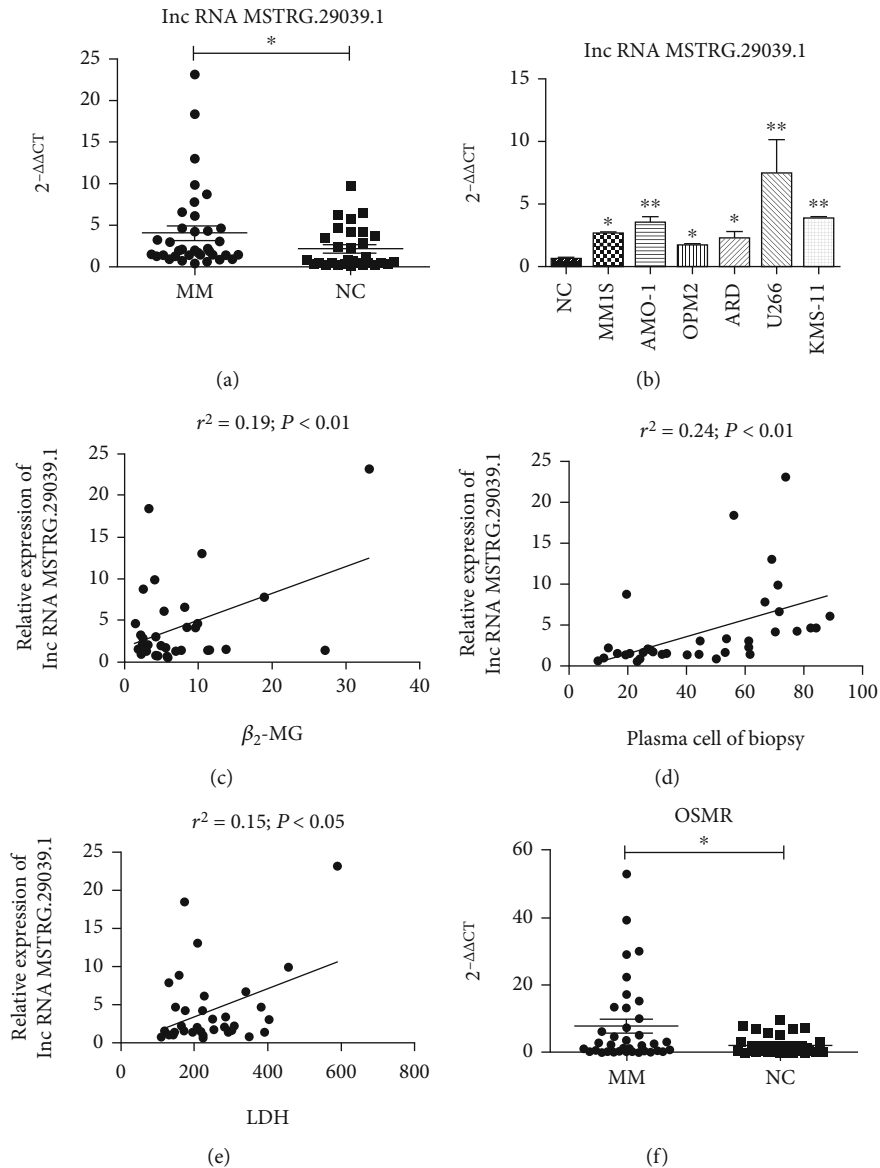 lnc RNA MSTRG.29039.1
*
25
20
15
10
5
0
2^−ΔΔCT
MM
NC
(a)
lnc RNA MSTRG.29039.1
15
10
5
0
2^−ΔΔCT
*
**
*
*
**
**
NC
MM1S
AMO-1
OPM2
ARD
U266
KMS-11
(b)
r² = 0.19; P < 0.01
Relative expression of
lnc RNA MSTRG.29039.1
25
20
15
10
5
0
0
10
20
30
40
β₂-MG
(c)
r² = 0.24; P < 0.01
Relative expression of
lnc RNA MSTRG.29039.1
25
20
15
10
5
0
0
20
40
60
80
100
Plasma cell of biopsy
(d)
r² = 0.15; P < 0.05
Relative expression of
lnc RNA MSTRG.29039.1
25
20
15
10
5
0
0
200
400
600
800
LDH
(e)
OSMR
*
60
40
20
0
2^−ΔΔCT
MM
NC
(f)